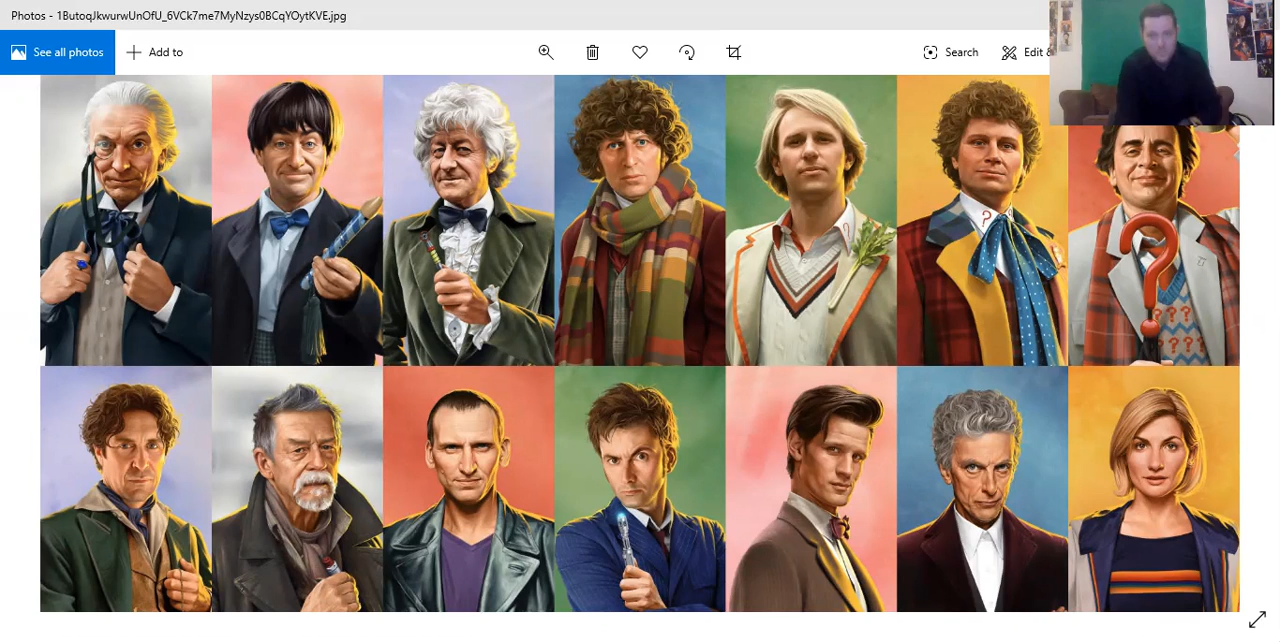 Photos - 1ButoqJkwurwUnOfU_6VCk7me7MyNzys0BCqYOytKVE.jpg
See all photos
Add to
Search
Edit &
?
?
???
???